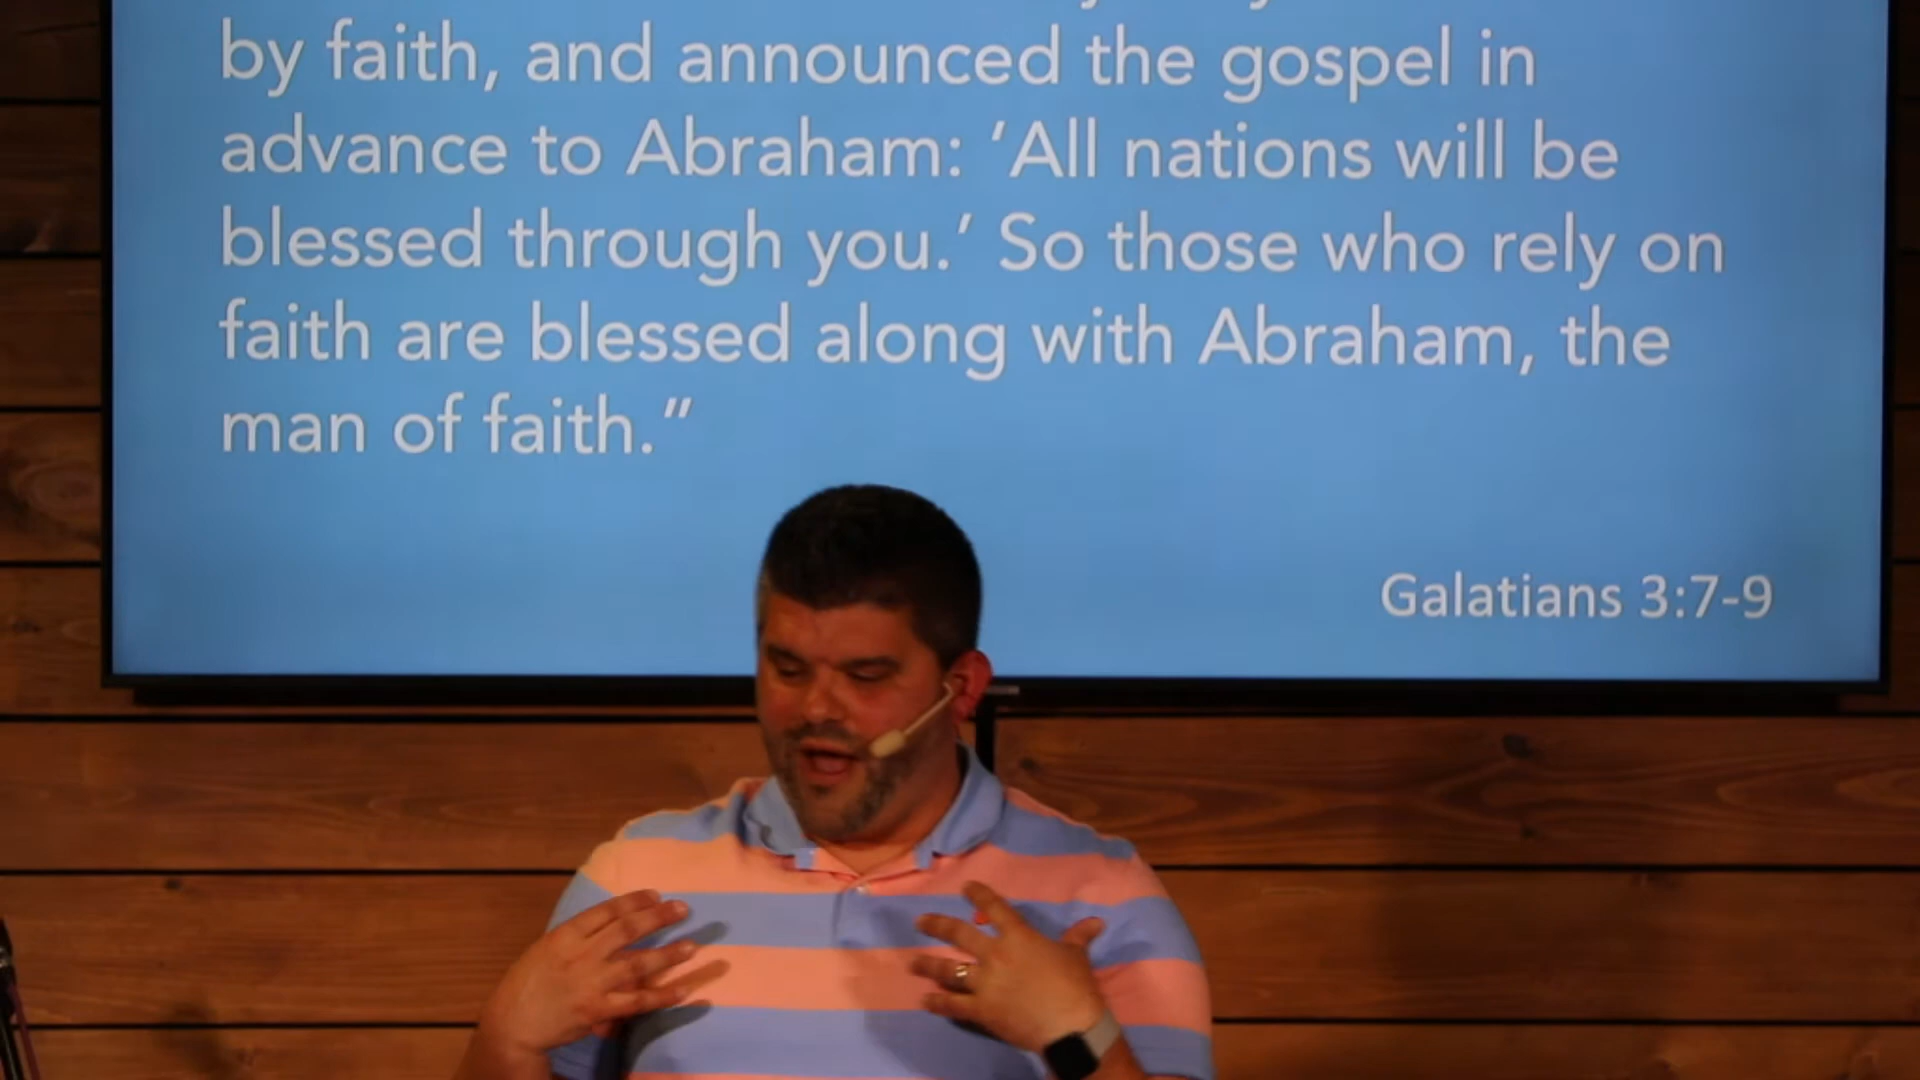 by faith, and announced the gospel in
advance to Abraham: ‘All nations will be
blessed through you.’ So those who rely on
faith are blessed along with Abraham, the
man of faith.”
Galatians 3:7-9